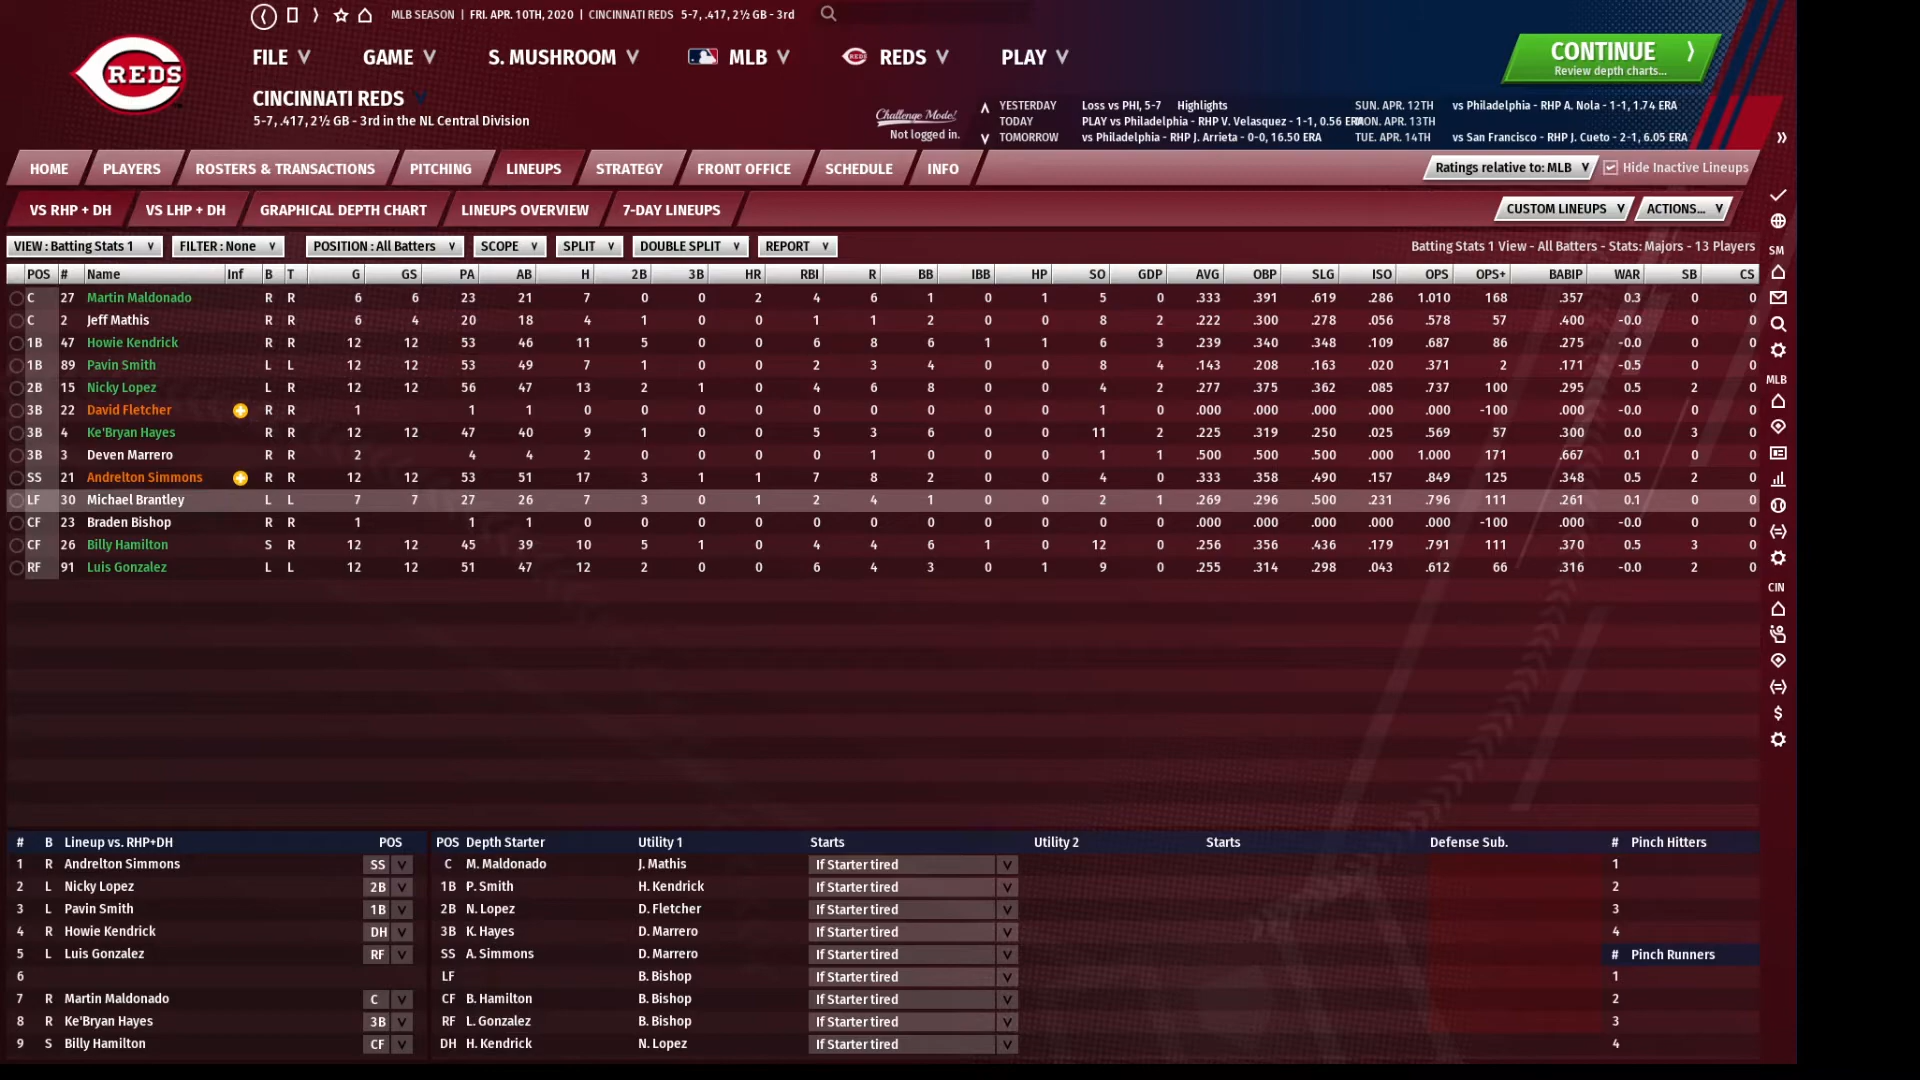 MLB SEASON | FRI. APR. 10TH, 2020 | CINCINNATI REDS 5-7, .417, 2½ GB - 3rd
REDS
FILE GAME S. MUSHROOM MLB REDS PLAY
CONTINUE
Review depth charts...
CINCINNATI REDS
5-7, .417, 2½ GB - 3rd in the NL Central Division
Challenge Mode!
Not logged in.
YESTERDAY Loss vs PHI, 5-7 Highlights SUN. APR. 12TH vs Philadelphia - RHP A. Nola - 1-1, 1.74 ERA
TODAY PLAY vs Philadelphia - RHP V. Velasquez - 1-1, 0.56 ERA MON. APR. 13TH
TOMORROW vs Philadelphia - RHP J. Arrieta - 0-0, 16.50 ERA TUE. APR. 14TH vs San Francisco - RHP J. Cueto - 2-1, 6.05 ERA
HOME PLAYERS ROSTERS & TRANSACTIONS PITCHING LINEUPS STRATEGY FRONT OFFICE SCHEDULE INFO Ratings relative to: MLB Hide Inactive Lineups
VS RHP + DH VS LHP + DH GRAPHICAL DEPTH CHART LINEUPS OVERVIEW 7-DAY LINEUPS CUSTOM LINEUPS ACTIONS...
VIEW : Batting Stats 1 FILTER : None POSITION : All Batters SCOPE SPLIT DOUBLE SPLIT REPORT Batting Stats 1 View - All Batters - Stats: Majors - 13 Players
POS # Name Inf B T G GS PA AB H 2B 3B HR RBI R BB IBB HP SO GDP AVG OBP SLG ISO OPS OPS+ BABIP WAR SB CS
C 27 Martin Maldonado R R 6 6 23 21 7 0 0 2 4 6 1 0 1 5 0 .333 .391 .619 .286 1.010 168 .357 0.3 0 0
C 2 Jeff Mathis R R 6 4 20 18 4 1 0 0 1 1 2 0 0 8 2 .222 .300 .278 .056 .578 57 .400 -0.0 0 0
1B 47 Howie Kendrick R R 12 12 53 46 11 5 0 0 6 8 6 1 1 6 3 .239 .340 .348 .109 .687 86 .275 -0.0 0 0
1B 89 Pavin Smith L L 12 12 53 49 7 1 0 0 2 3 4 0 0 8 4 .143 .208 .163 .020 .371 2 .171 -0.5 0 0
2B 15 Nicky Lopez L R 12 12 56 47 13 2 1 0 4 6 8 0 0 4 2 .277 .375 .362 .085 .737 100 .295 0.5 2 0
3B 22 David Fletcher R R 1 1 1 0 0 0 0 0 0 0 0 0 1 0 .000 .000 .000 .000 .000 -100 .000 -0.0 0 0
3B 4 Ke'Bryan Hayes R R 12 12 47 40 9 1 0 0 5 3 6 0 0 11 2 .225 .319 .250 .025 .569 57 .300 0.0 3 0
3B 3 Deven Marrero R R 2 4 4 2 0 0 0 0 1 0 0 0 1 1 .500 .500 .500 .000 1.000 171 .667 0.1 0 0
SS 21 Andrelton Simmons R R 12 12 53 51 17 3 1 1 7 8 2 0 0 8 0 .333 .358 .490 .157 .849 125 .348 0.5 2 0
LF 30 Michael Brantley L L 7 7 27 26 7 3 0 1 2 4 1 0 0 2 1 .269 .296 .500 .231 .796 111 .261 0.1 0 0
CF 23 Braden Bishop R R 1 1 1 0 0 0 0 0 0 0 0 0 0 0 .000 .000 .000 .000 .000 -100 .000 -0.0 0 0
CF 26 Billy Hamilton S R 12 12 45 39 10 5 1 0 4 4 6 1 0 12 0 .256 .356 .436 .179 .791 111 .370 0.5 3 0
RF 91 Luis Gonzalez L L 12 12 51 47 12 2 0 0 6 4 3 0 1 9 0 .255 .314 .298 .043 .612 66 .316 -0.0 2 0
SM
MLB
CIN
# B Lineup vs. RHP+DH POS POS Depth Starter Utility 1 Starts Utility 2 Starts Defense Sub. # Pinch Hitters
1 R Andrelton Simmons SS C M. Maldonado J. Mathis If Starter tired 1
2 L Nicky Lopez 2B 1B P. Smith H. Kendrick If Starter tired 2
3 L Pavin Smith 1B 2B N. Lopez D. Fletcher If Starter tired 3
4 R Howie Kendrick DH 3B K. Hayes D. Marrero If Starter tired 4
5 L Luis Gonzalez RF SS A. Simmons D. Marrero If Starter tired # Pinch Runners
6 LF B. Bishop If Starter tired 1
7 R Martin Maldonado C CF B. Hamilton B. Bishop If Starter tired 2
8 R Ke'Bryan Hayes 3B RF L. Gonzalez B. Bishop If Starter tired 3
9 S Billy Hamilton CF DH H. Kendrick N. Lopez If Starter tired 4